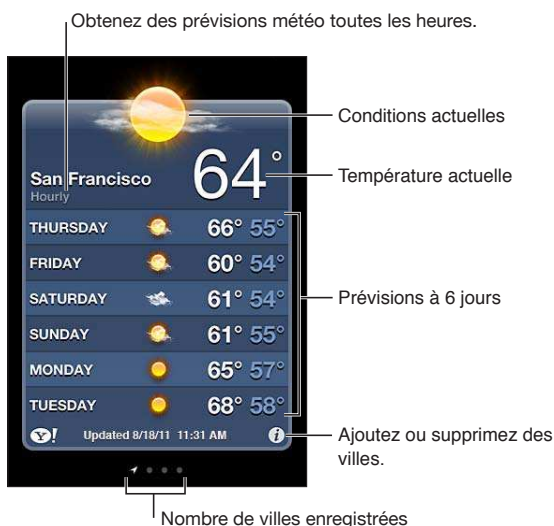 Obtenez des prévisions météo toutes les heures.
Conditions actuelles
64°
San Francisco
Température actuelle
Hourly
THURSDAY 66° 55°
FRIDAY 60° 54°
SATURDAY 61° 54°
Prévisions à 6 jours
SUNDAY 61° 55°
MONDAY 65° 57°
TUESDAY 68° 58°
Y! Updated 8/18/11 11:31 AM i
Ajoutez ou supprimez des
villes.
Nombre de villes enregistrées